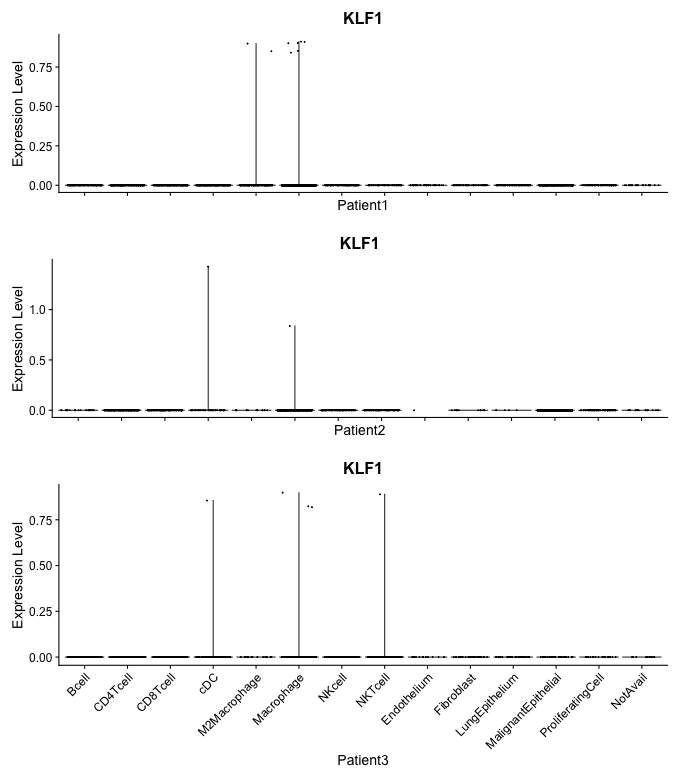 KLF1
Expression Level
0.75
0.50
0.25
0.00
Patient1
KLF1
Expression Level
1.0
0.5
0.0
Patient2
KLF1
Expression Level
0.75
0.50
0.25
0.00
Bcell
CD4Tcell
CD8Tcell
cDC
M2Macrophage
Macrophage
NKcell
NKTcell
Endothelium
Fibroblast
LungEpithelium
MalignantEpithelial
ProliferatingCell
NotAvail
Patient3